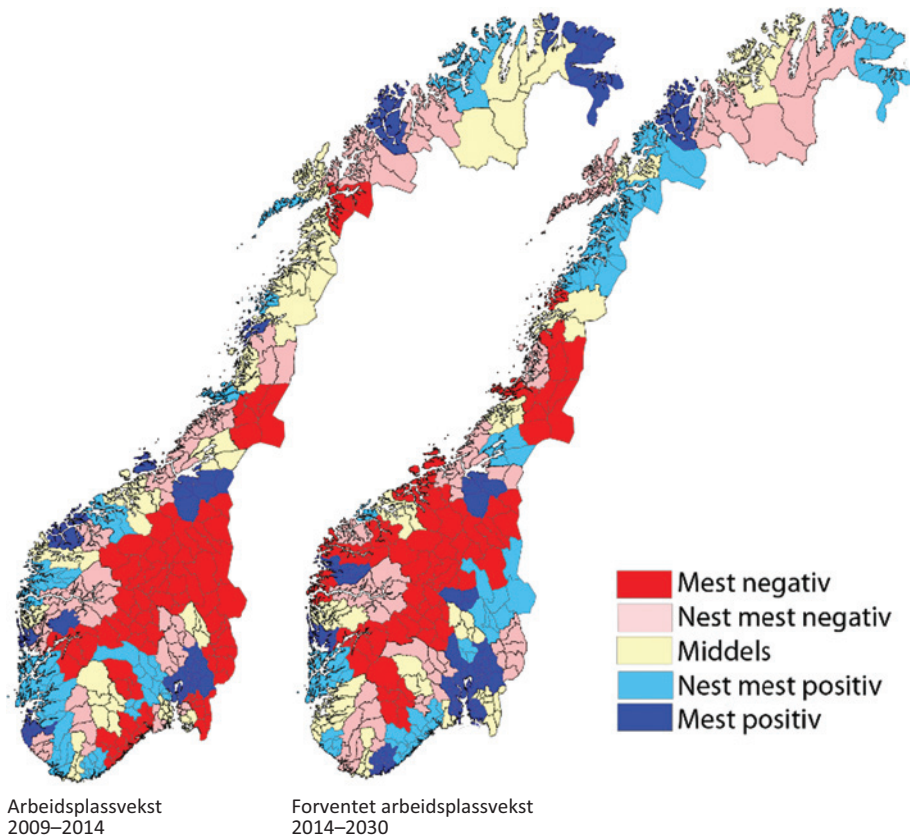 Mest negativ
Nest mest negativ
Middels
Nest mest positiv
Mest positiv
Arbeidsplassvekst
2009–2014
Forventet arbeidsplassvekst
2014–2030